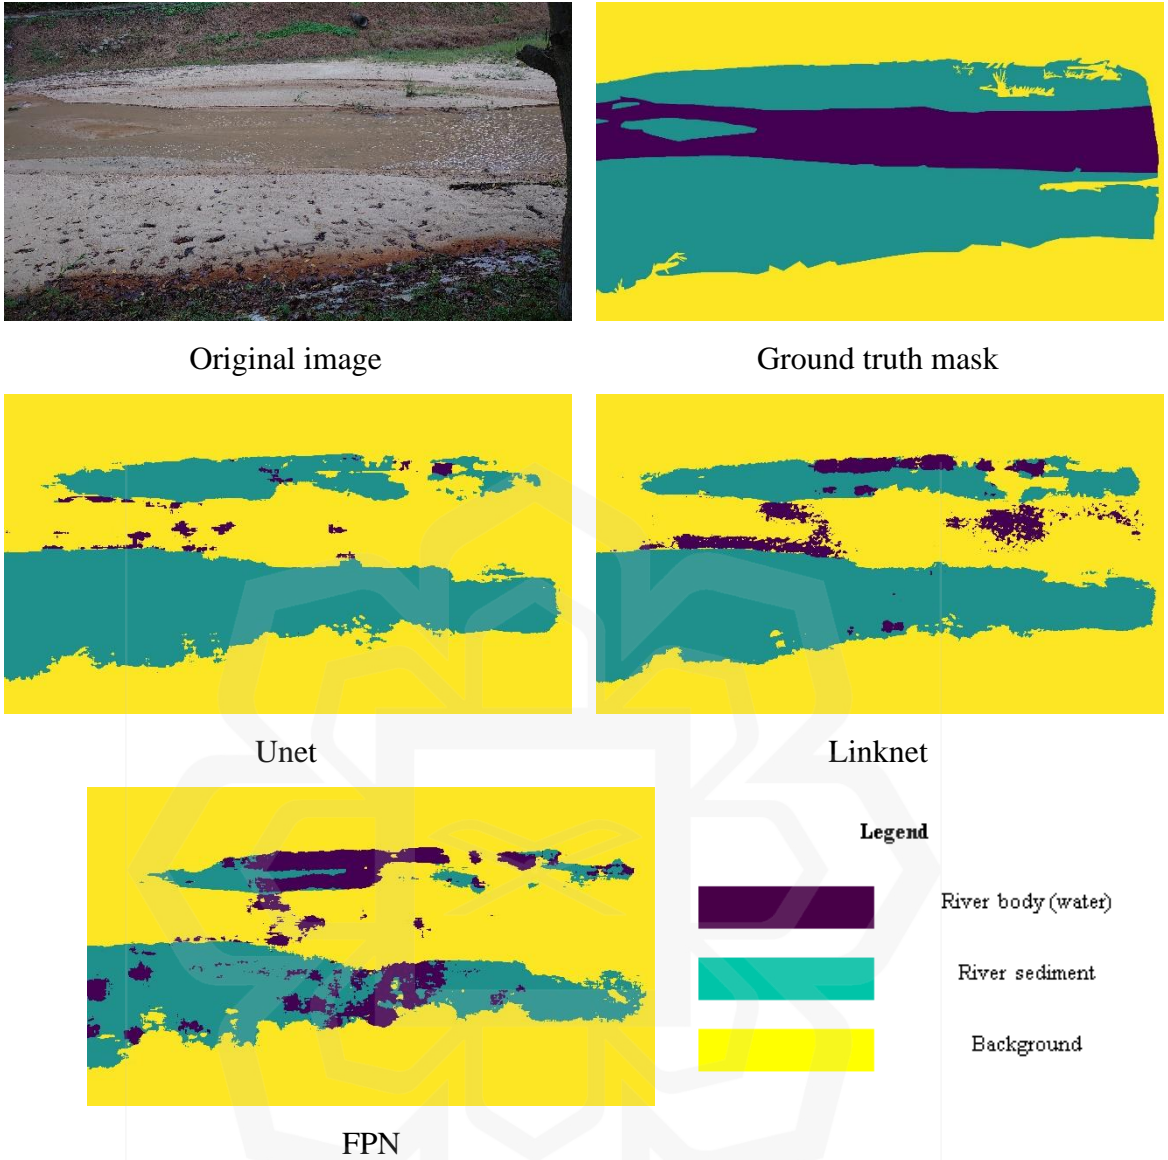 Original image
Ground truth mask
Unet
Linknet
Legend
River body (water)
River sediment
Background
FPN